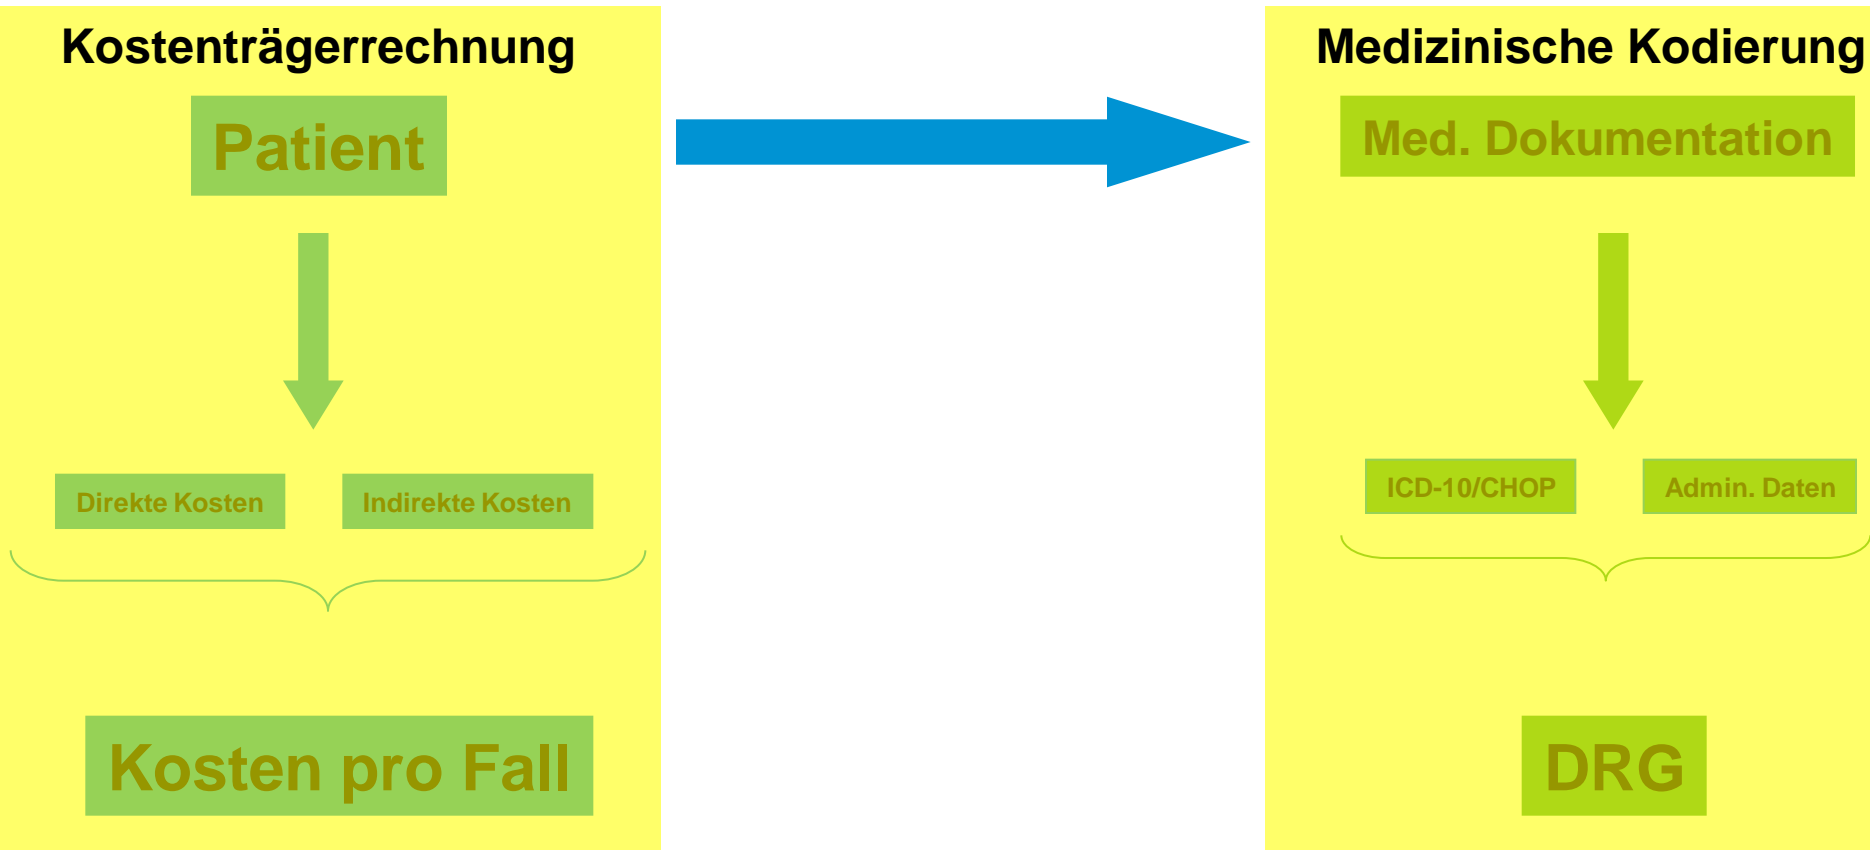 Kostenträgerrechnung
Patient
Direkte Kosten
Indirekte Kosten
Kosten pro Fall
Medizinische Kodierung
Med. Dokumentation
ICD-10/CHOP
Admin. Daten
DRG